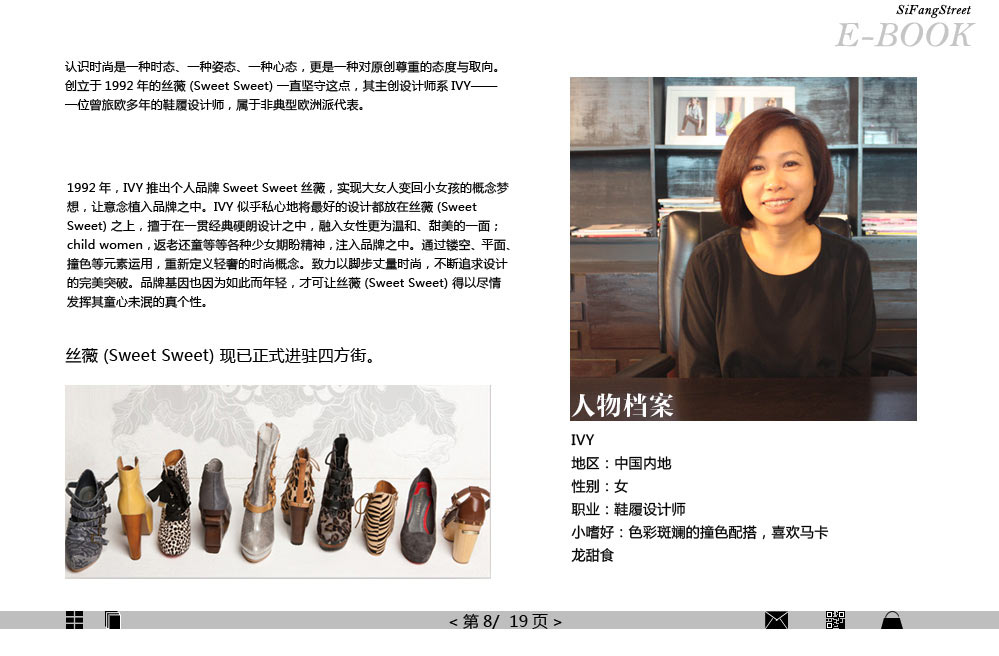 SiFangStreet
E-BOOK
认识时尚是一种时态、一种姿态、一种心态，更是一种对原创尊重的态度与取向。
创立于 1992 年的丝薇 (Sweet Sweet) 一直坚守这点，其主创设计师系 IVY——
一位曾旅欧多年的鞋履设计师，属于非典型欧洲派代表。
1992 年，IVY 推出个人品牌 Sweet Sweet 丝薇，实现大女人变回小女孩的概念梦
想，让意念植入品牌之中。IVY 似乎私心地将最好的设计都放在丝薇 (Sweet
Sweet) 之上，擅于在一贯经典硬朗设计之中，融入女性更为温和、甜美的一面；
child women，返老还童等等各种少女期盼精神，注入品牌之中。通过镂空、平面、
撞色等元素运用，重新定义轻奢的时尚概念。致力以脚步丈量时尚，不断追求设计
的完美突破。品牌基因也因为如此而年轻，才可让丝薇 (Sweet Sweet) 得以尽情
发挥其童心未泯的真个性。
丝薇 (Sweet Sweet) 现已正式进驻四方街。
人物档案
IVY
地区：中国内地
性别：女
职业：鞋履设计师
小嗜好：色彩斑斓的撞色配搭，喜欢马卡
龙甜食
< 第 8/ 19 页 >